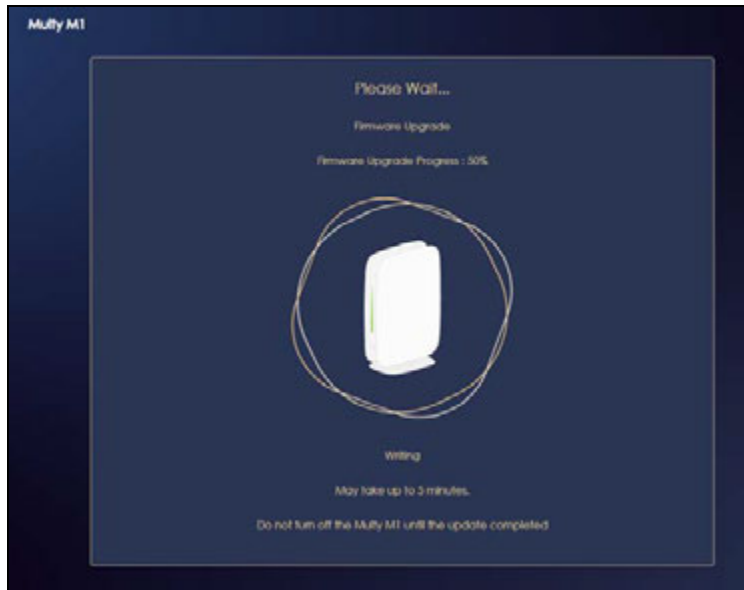 Multy M1
Please Wait...
Firmware Upgrade
Firmware Upgrade Progress : 50%
Writing
May take up to 5 minutes.
Do not turn off the Multy M1 until the update completed